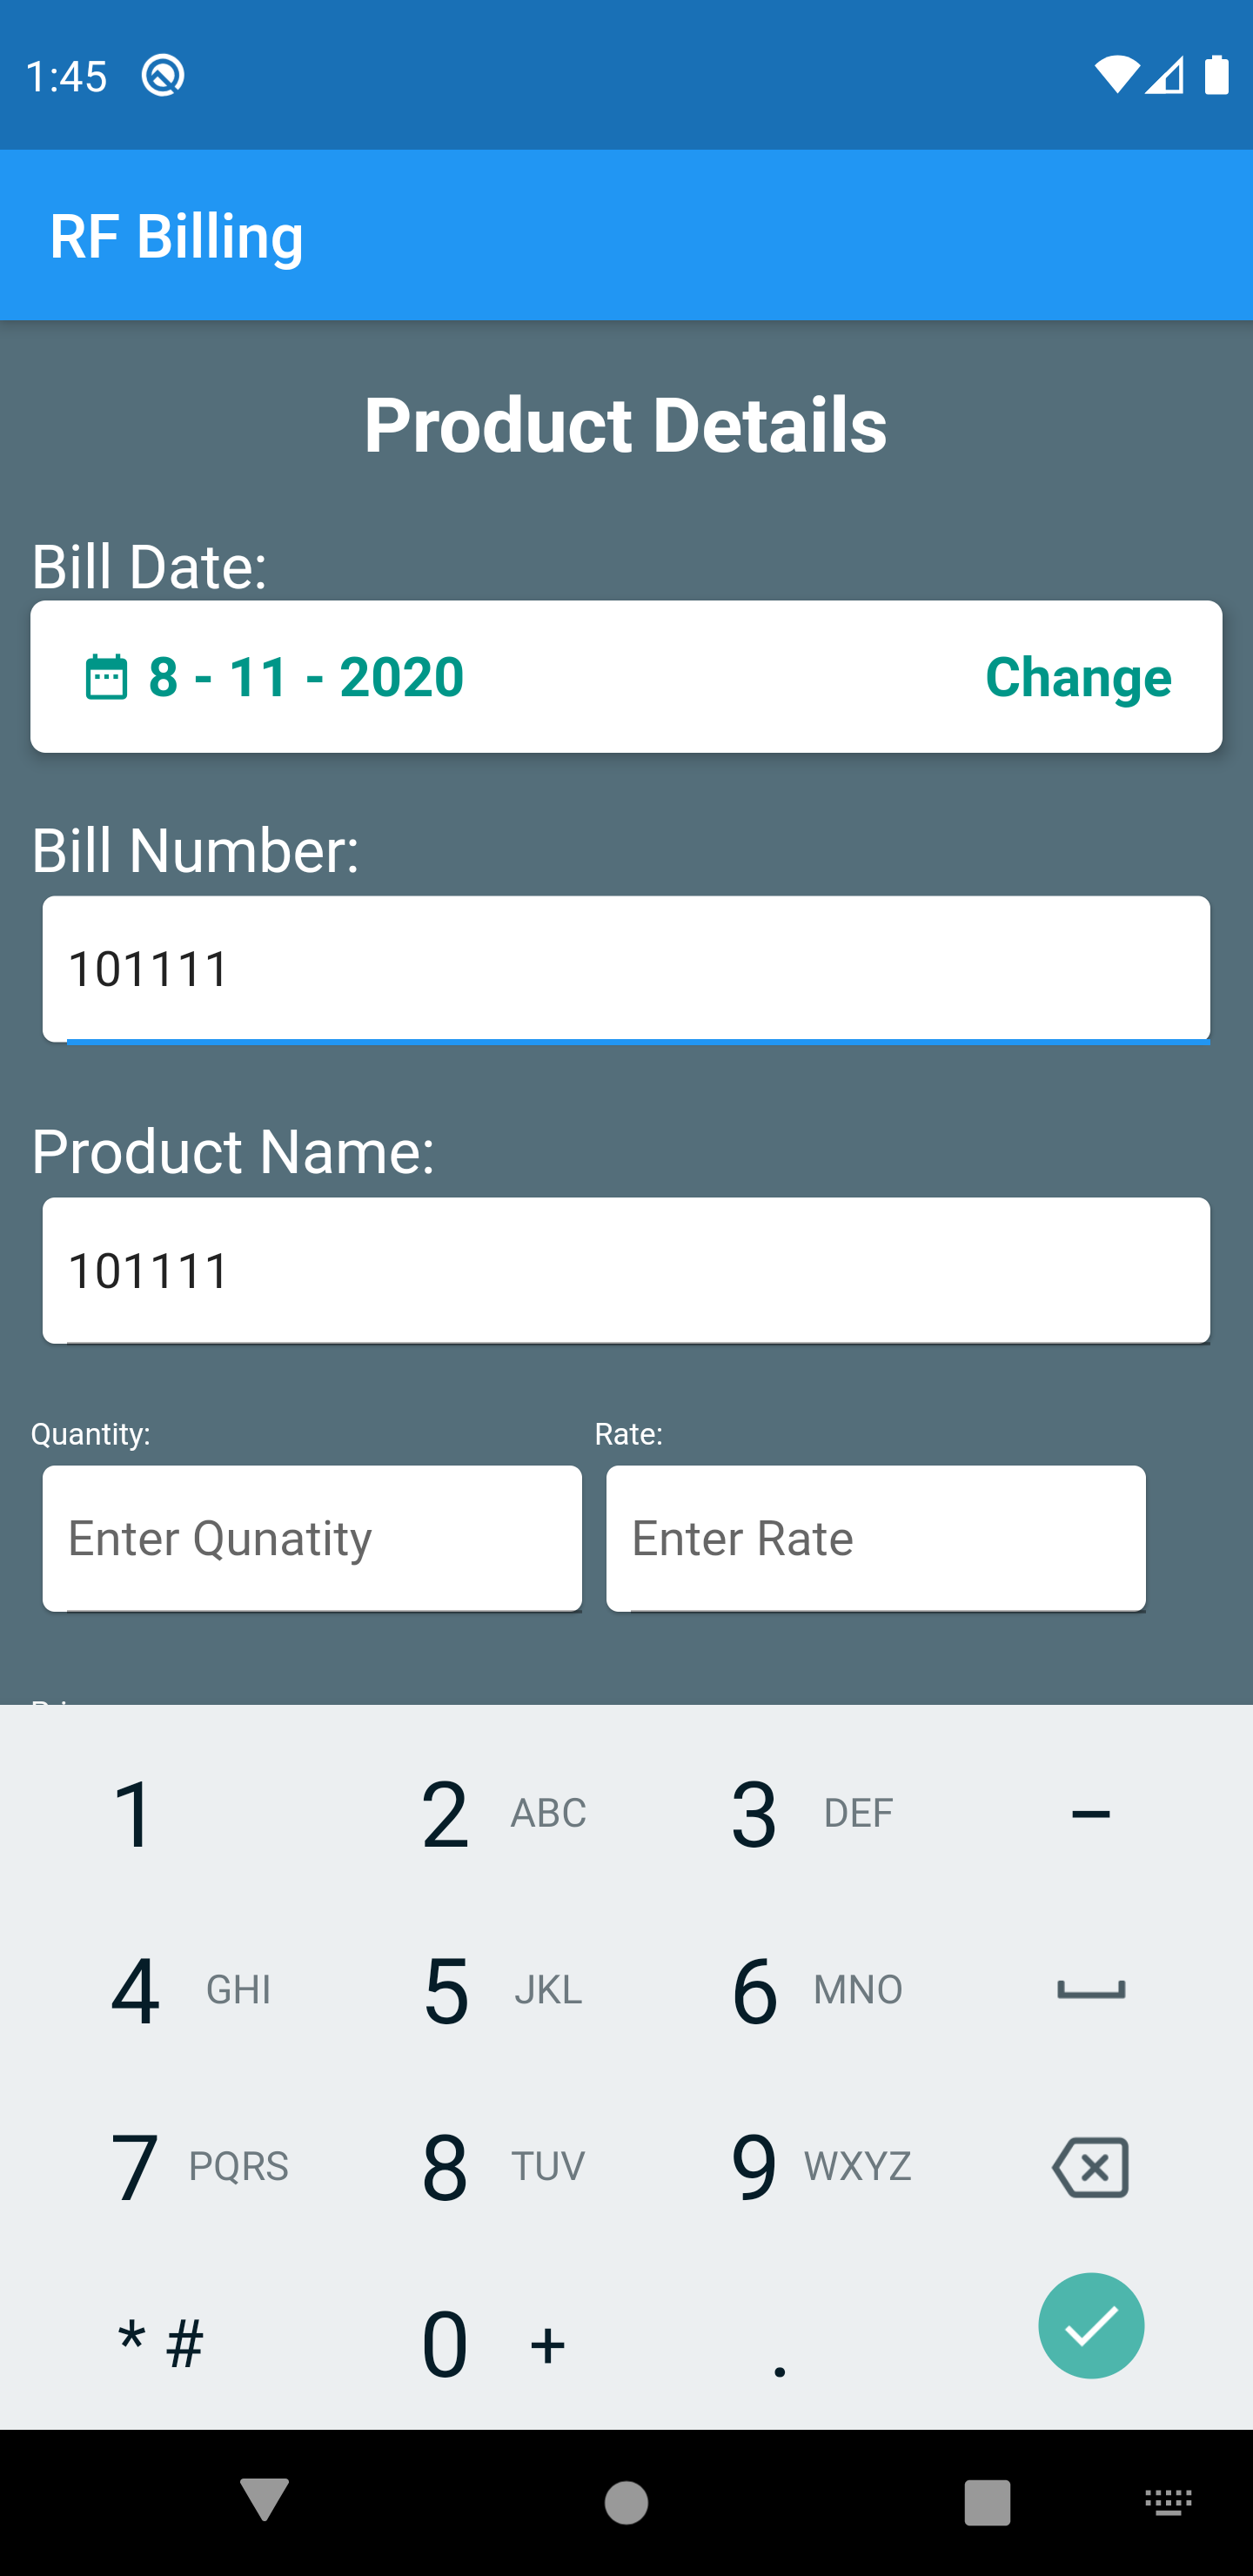 1:45
RF Billing
Product Details
Bill Date:
8 - 11 - 2020 Change
Bill Number:
101111
Product Name:
101111
Quantity: Rate:
Enter Qunatity Enter Rate
1 2 ABC 3 DEF –
4 GHI 5 JKL 6 MNO
7 PQRS 8 TUV 9 WXYZ
* # 0 + .